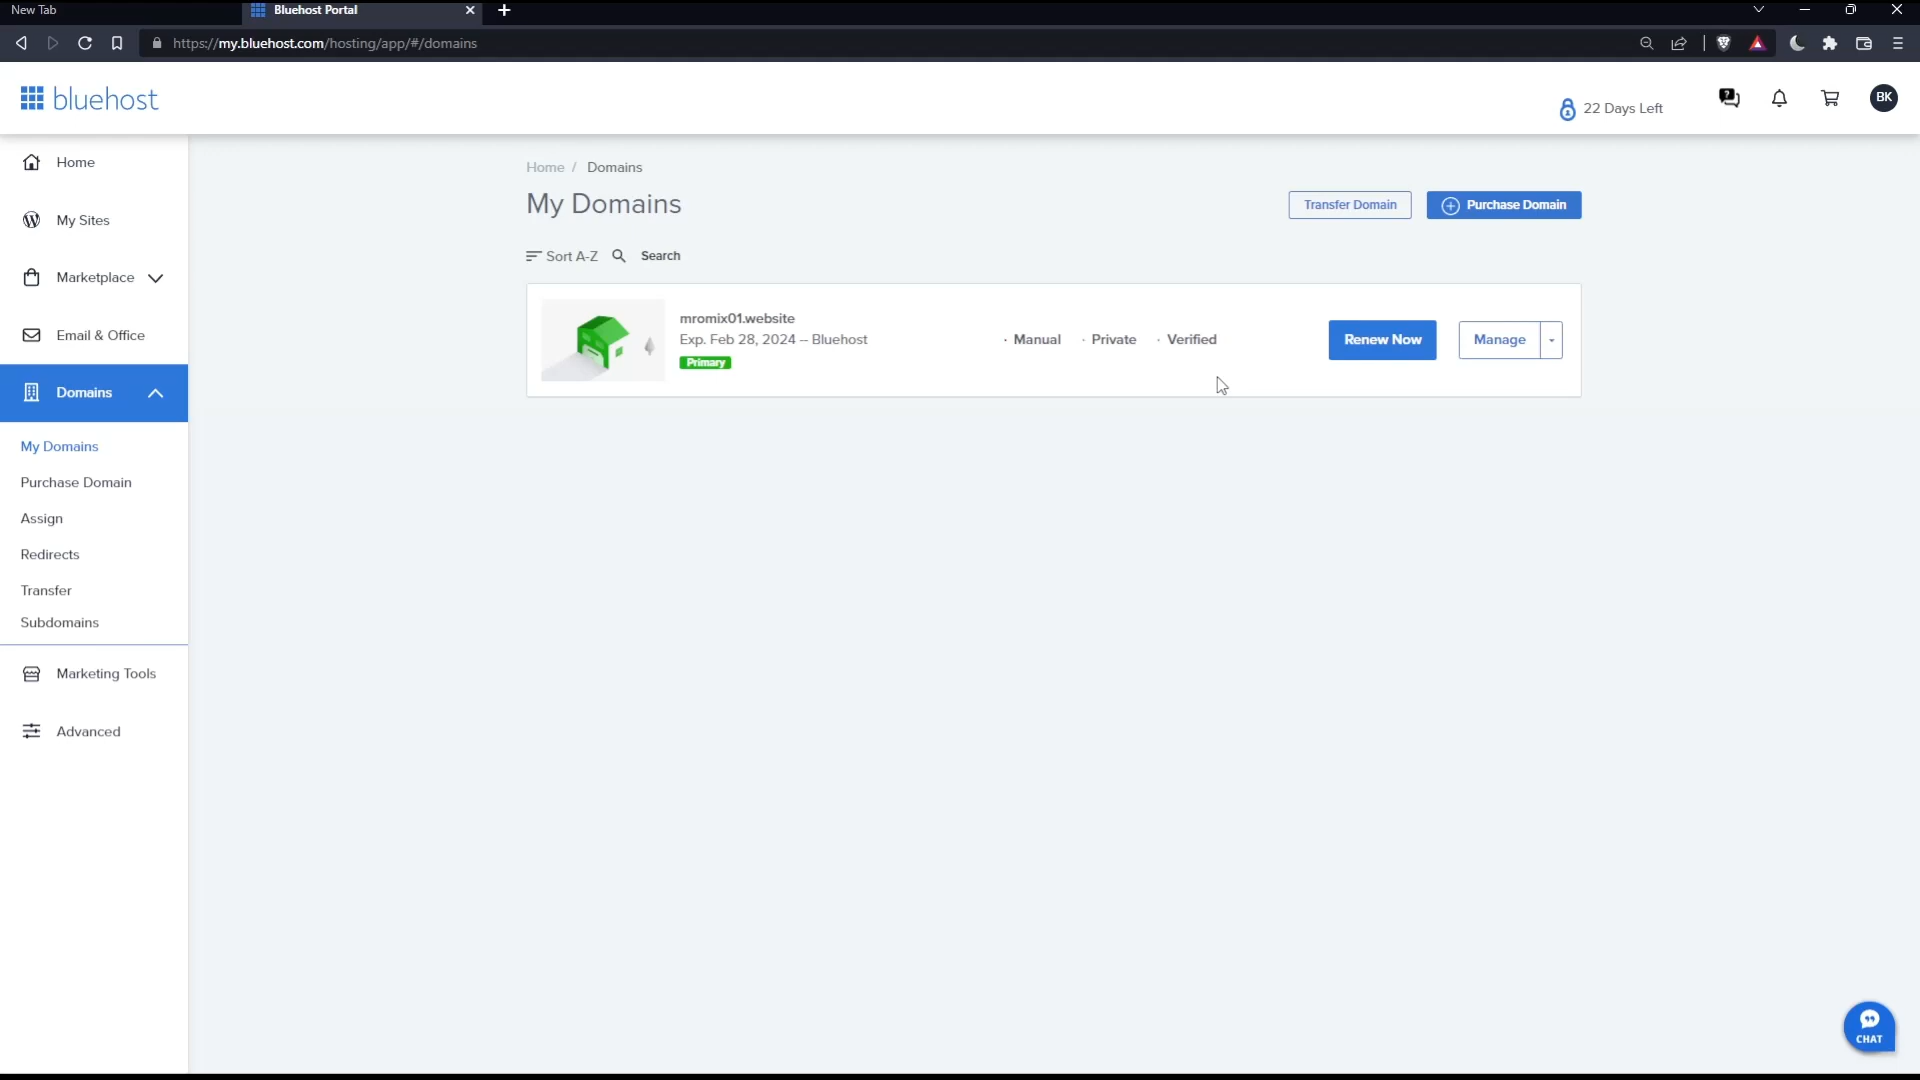 New Tab
Bluehost Portal
https://my.bluehost.com/hosting/app/#/domains
bluehost
22 Days Left
BK
Home
My Sites
Marketplace
Email & Office
Domains
My Domains
Purchase Domain
Assign
Redirects
Transfer
Subdomains
Marketing Tools
Advanced
Home / Domains
My Domains
Transfer Domain
Purchase Domain
Sort A-Z
Search
mromix01.website
Exp. Feb 28, 2024 -- Bluehost
Primary
· Manual · Private · Verified
Renew Now
Manage
CHAT